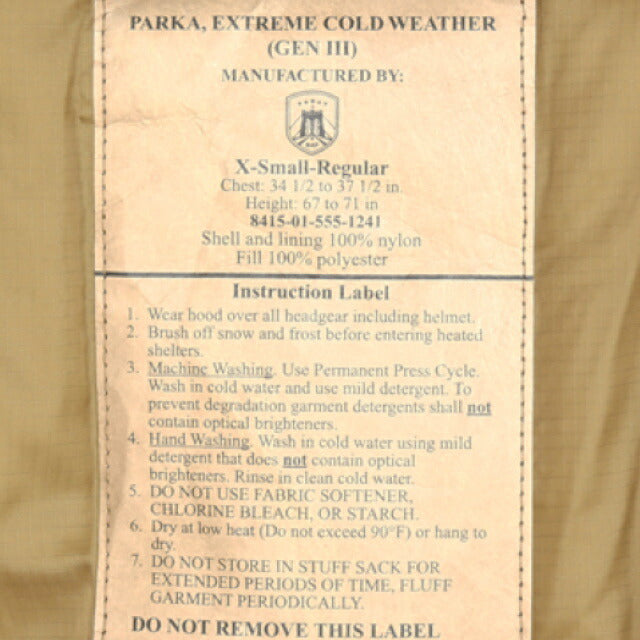 PARKA, EXTREME COLD WEATHER
(GEN III)
MANUFACTURED BY:
X-Small-Regular
Chest: 34 1/2 to 37 1/2 in.
Height: 67 to 71 in
8415-01-555-1241
Shell and lining 100% nylon
Fill 100% polyester
Instruction Label
1. Wear hood over all headgear including helmet.
2. Brush off snow and frost before entering heated
shelters.
3. Machine Washing. Use Permanent Press Cycle.
Wash in cold water and use mild detergent. To
prevent degradation garment detergents shall not
contain optical brighteners.
4. Hand Washing. Wash in cold water using mild
detergent that does not contain optical
brighteners. Rinse in clean cold water.
5. DO NOT USE FABRIC SOFTENER,
CHLORINE BLEACH, OR STARCH.
6. Dry at low heat (Do not exceed 90°F) or hang to
dry.
7. DO NOT STORE IN STUFF SACK FOR
EXTENDED PERIODS OF TIME, FLUFF
GARMENT PERIODICALLY.
DO NOT REMOVE THIS LABEL